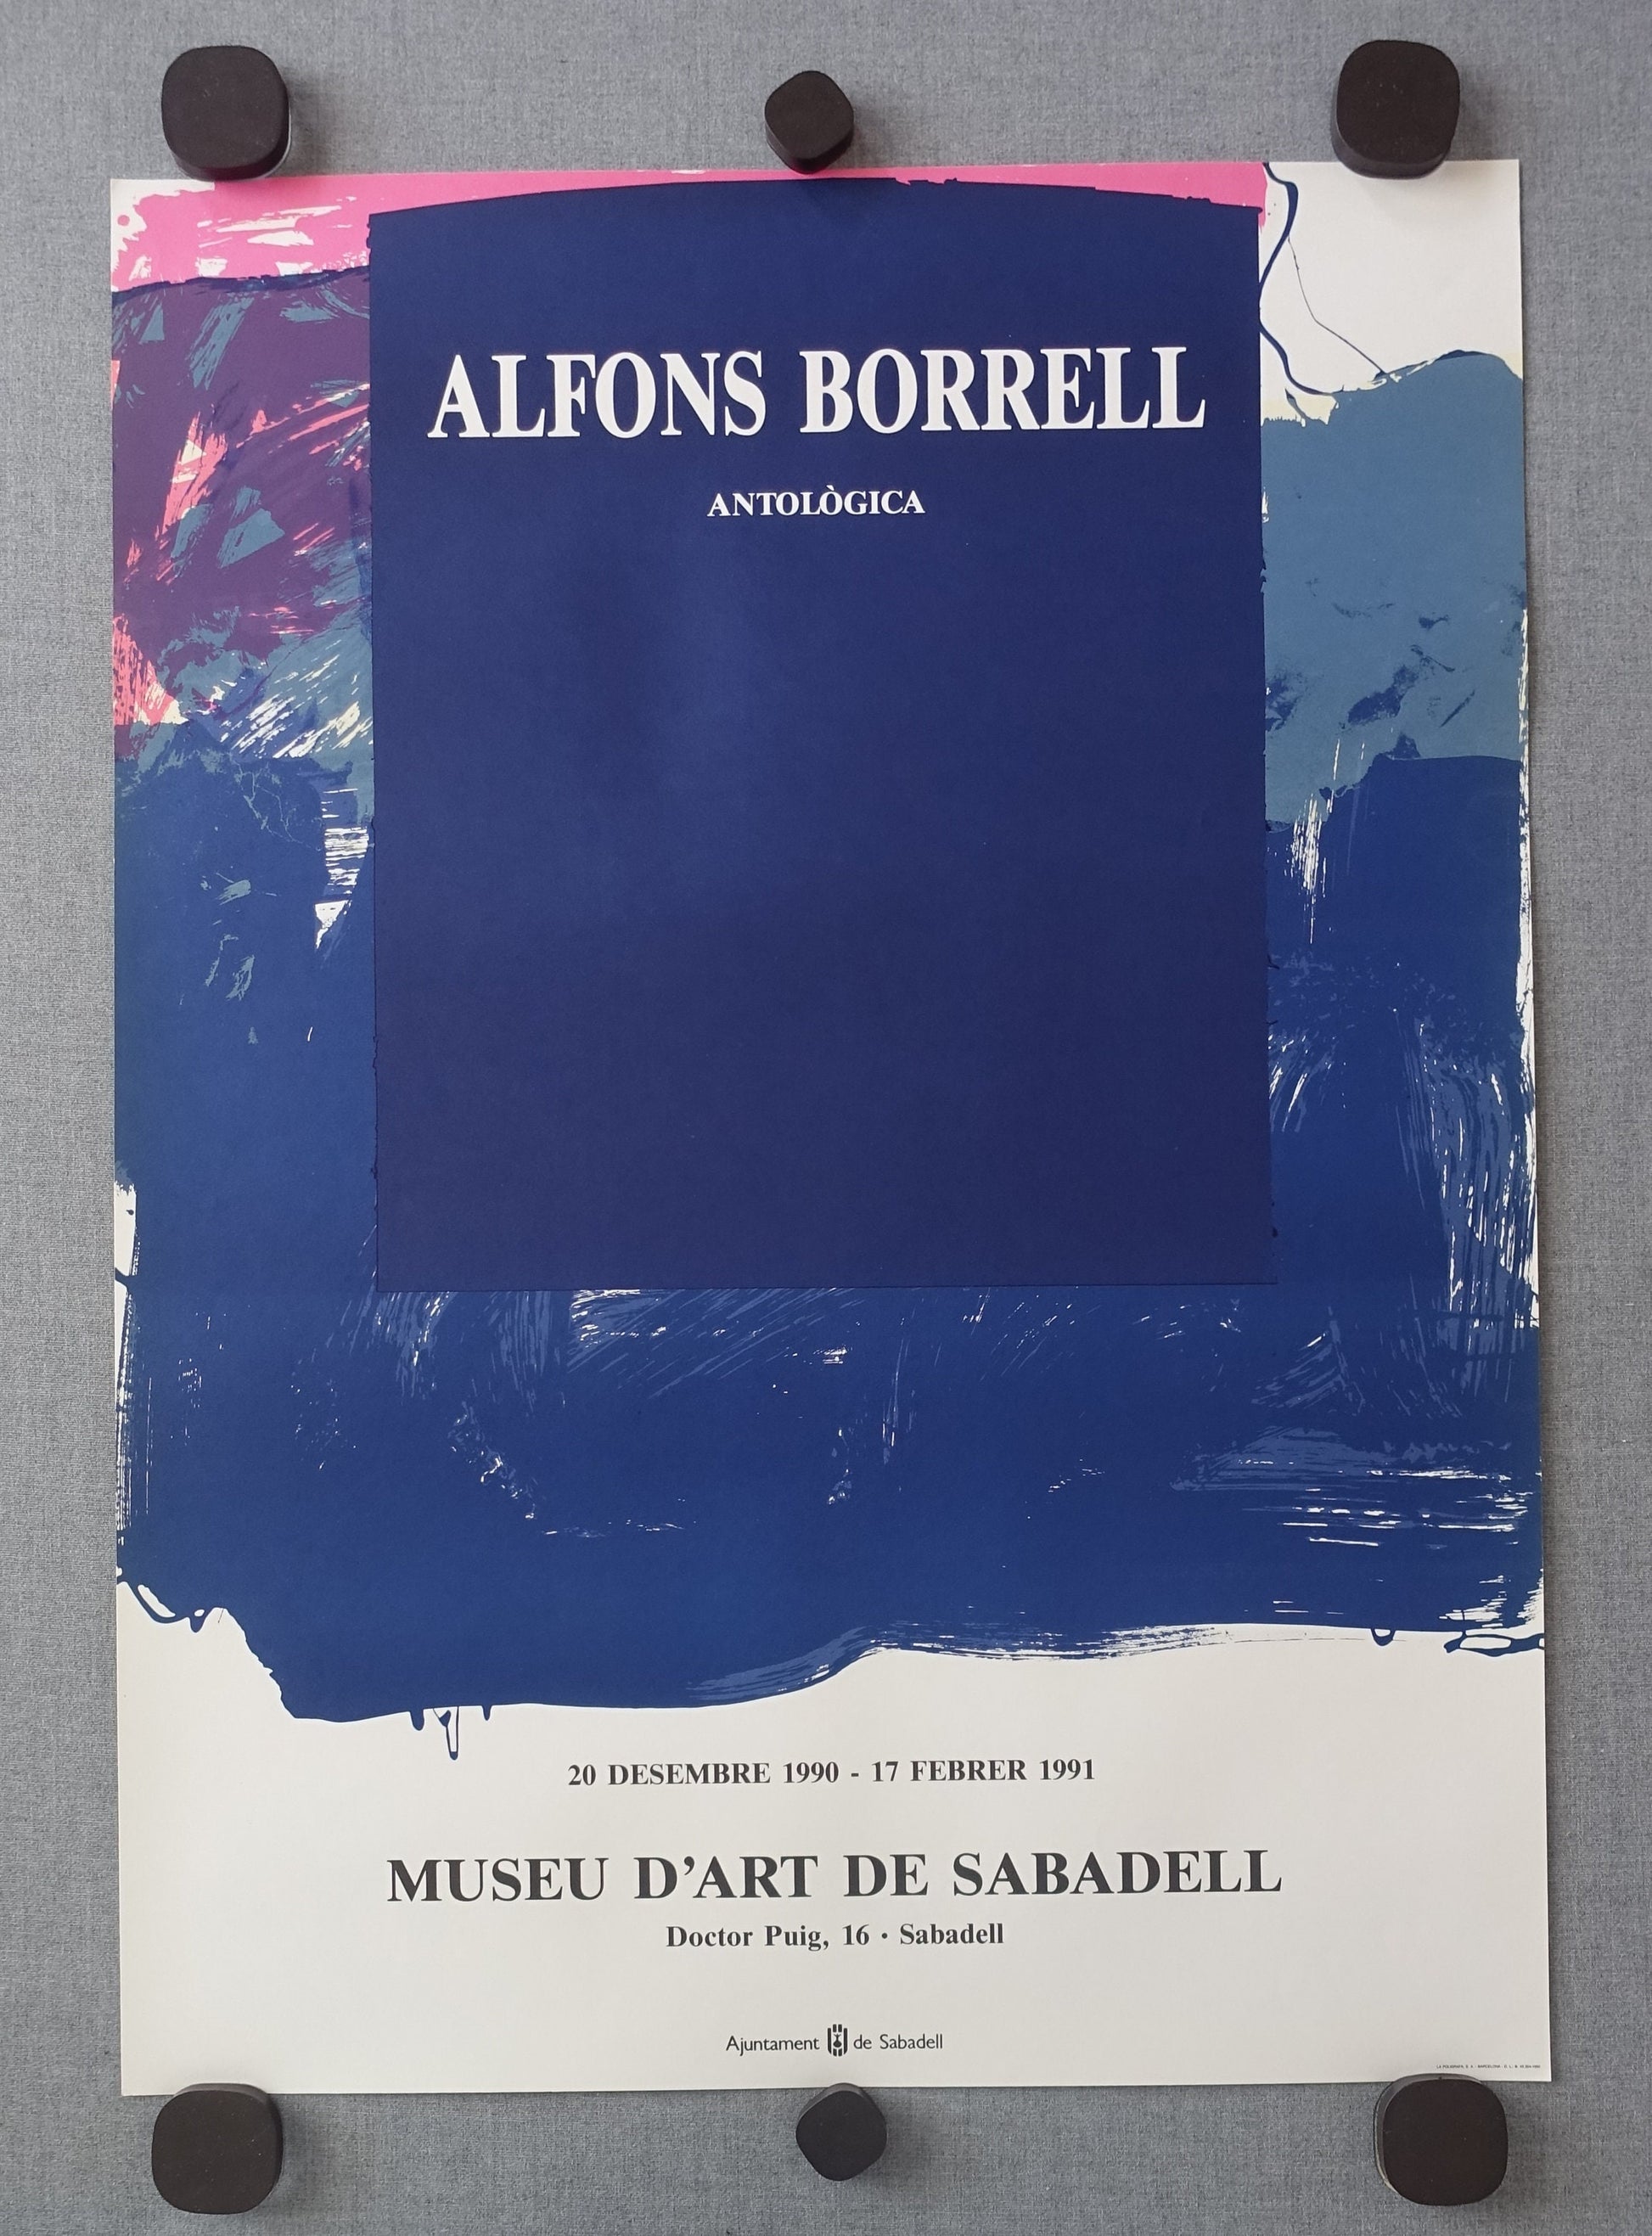 ALFONS BORRELL
ANTOLÒGICA
20 DESEMBRE 1990 - 17 FEBRER 1991
MUSEU D'ART DE SABADELL
Doctor Puig, 16 · Sabadell
Ajuntament de Sabadell